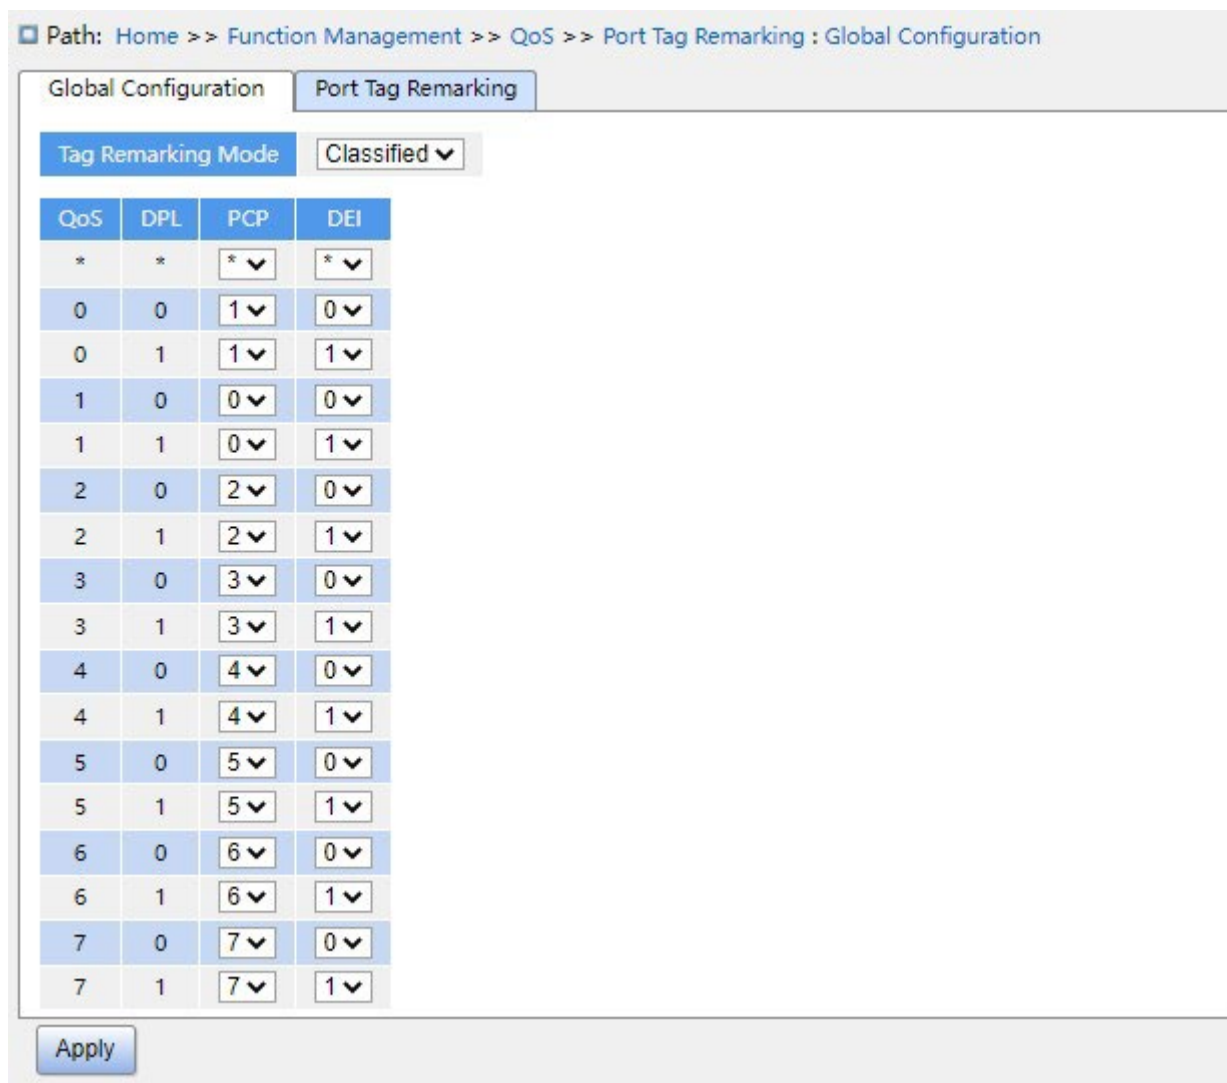 Path: Home >> Function Management >> QoS >> Port Tag Remarking : Global Configuration
Global Configuration Port Tag Remarking
Tag Remarking Mode Classified
QoS DPL PCP DEI
* * * *
0 0 1 0
0 1 1 1
1 0 0 0
1 1 0 1
2 0 2 0
2 1 2 1
3 0 3 0
3 1 3 1
4 0 4 0
4 1 4 1
5 0 5 0
5 1 5 1
6 0 6 0
6 1 6 1
7 0 7 0
7 1 7 1
Apply